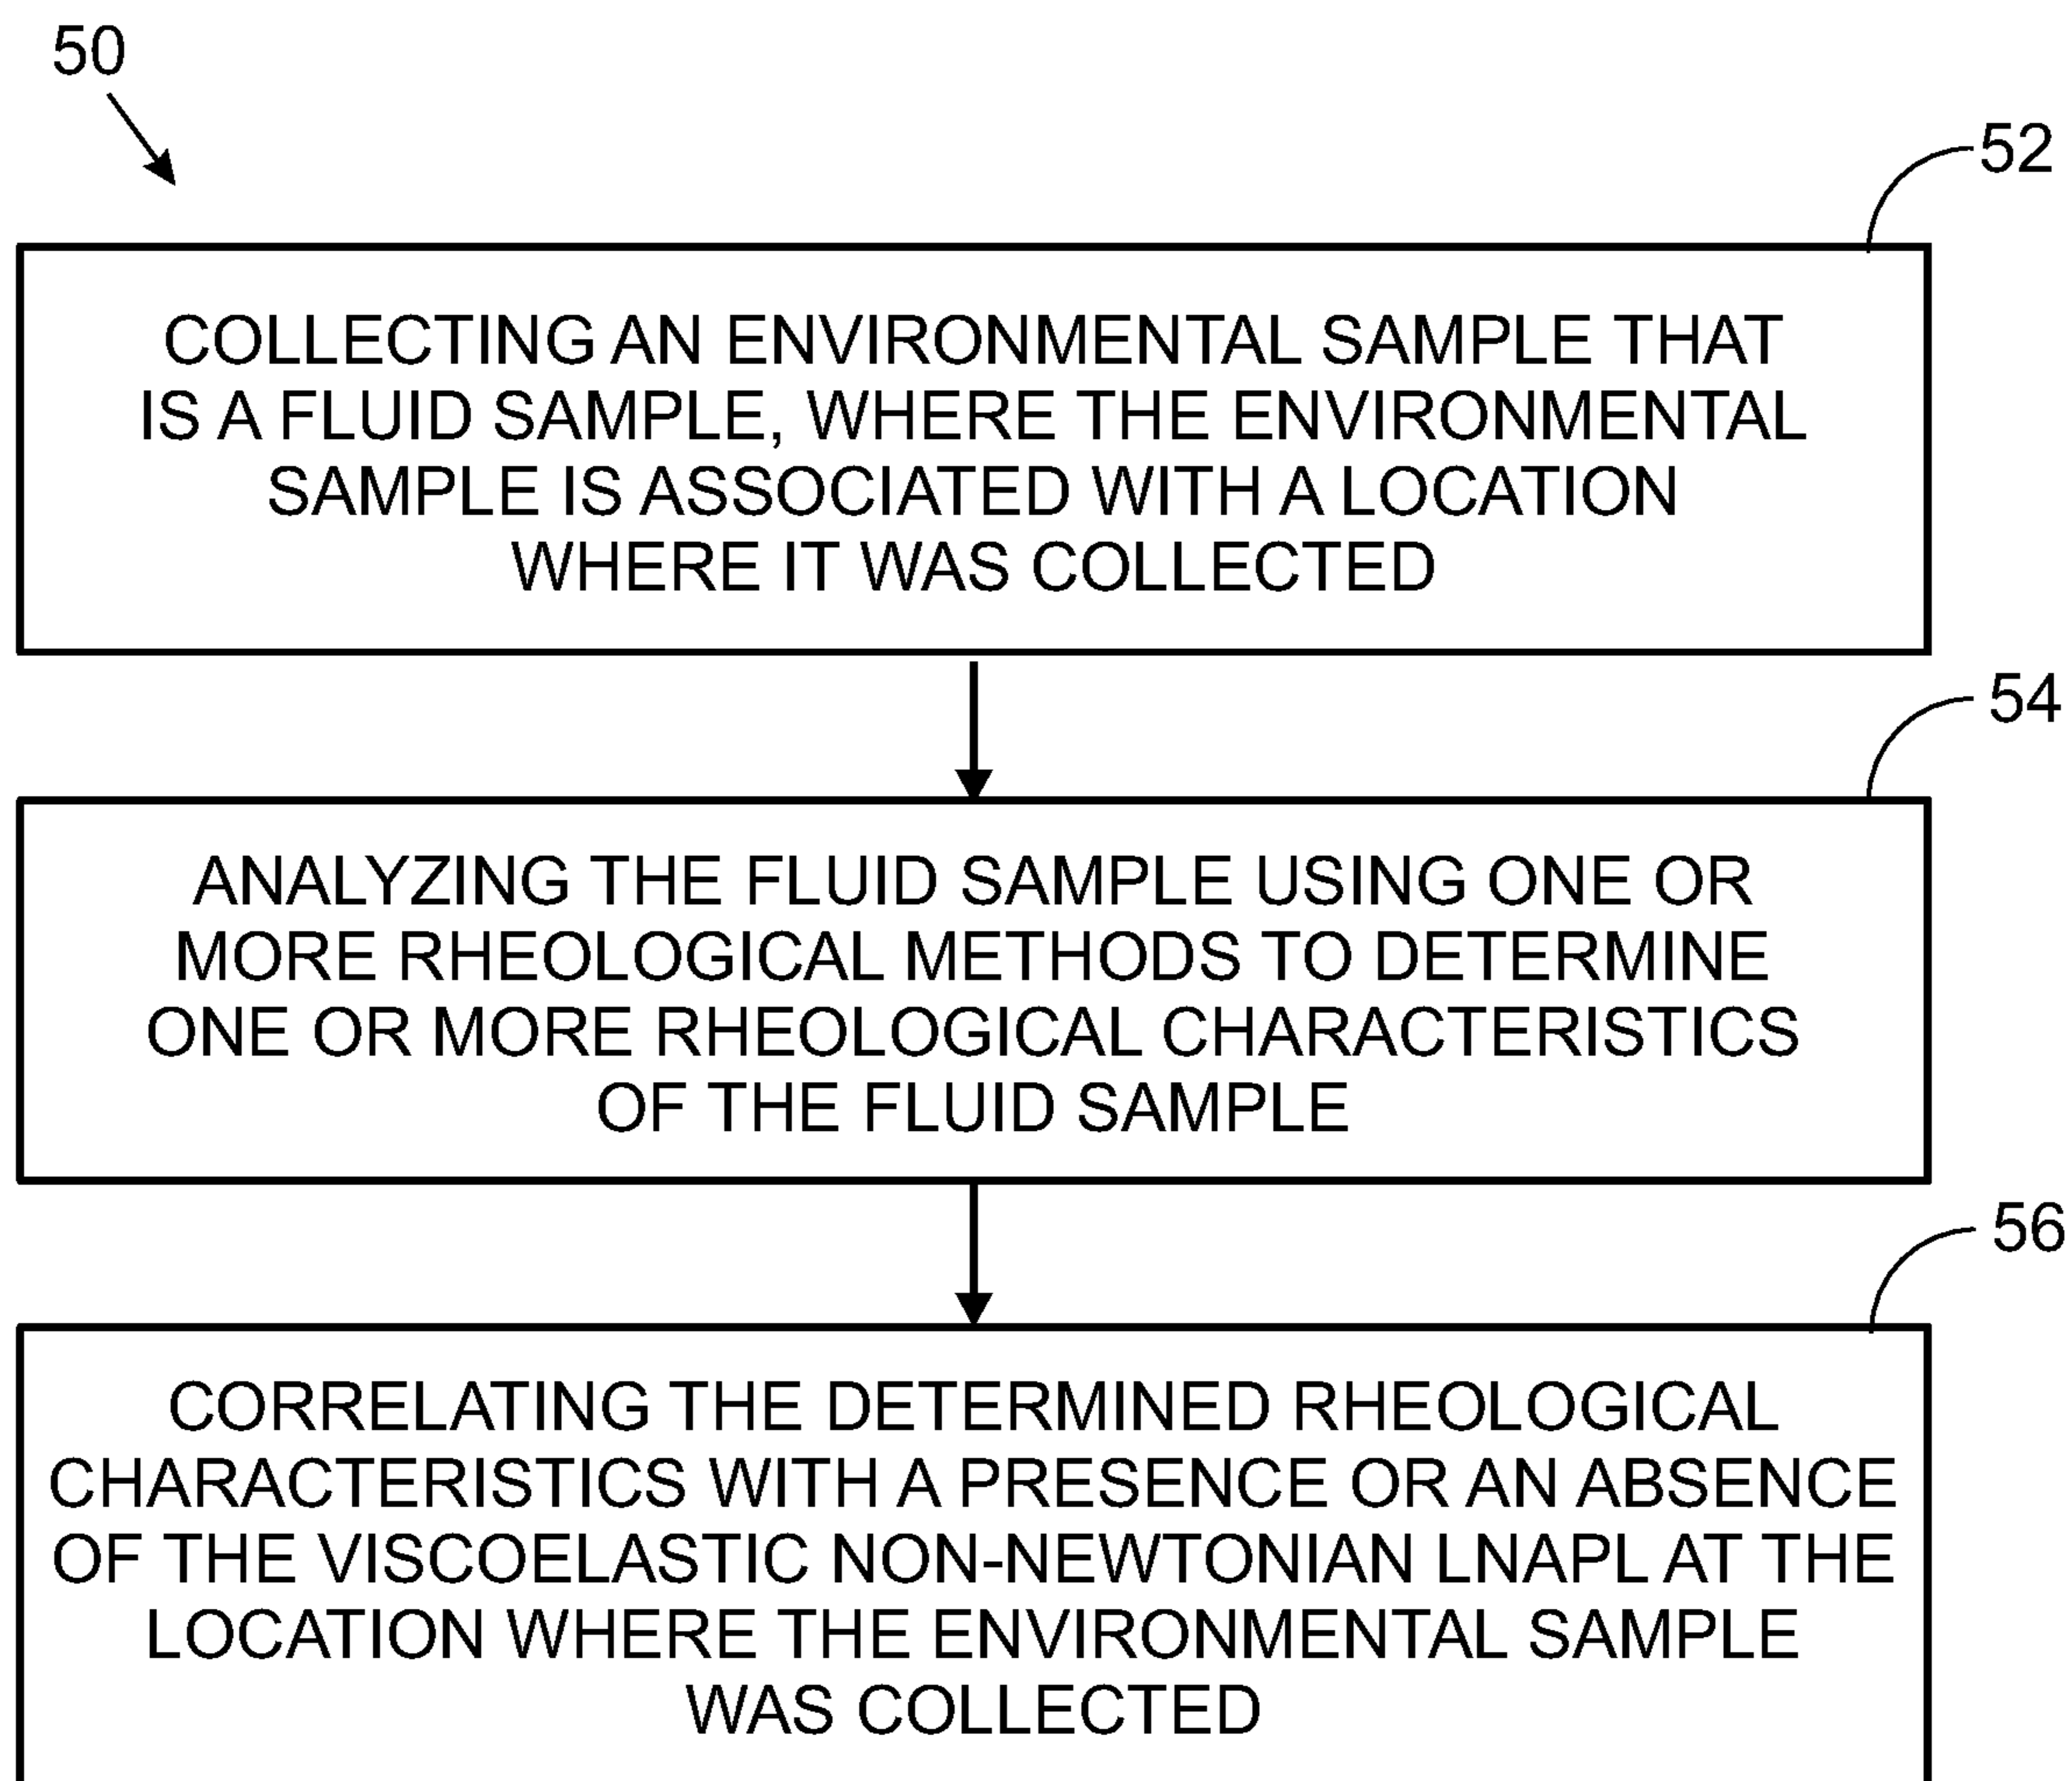 50
52
COLLECTING AN ENVIRONMENTAL SAMPLE THAT
IS A FLUID SAMPLE, WHERE THE ENVIRONMENTAL
SAMPLE IS ASSOCIATED WITH A LOCATION
WHERE IT WAS COLLECTED
54
ANALYZING THE FLUID SAMPLE USING ONE OR
MORE RHEOLOGICAL METHODS TO DETERMINE
ONE OR MORE RHEOLOGICAL CHARACTERISTICS
OF THE FLUID SAMPLE
56
CORRELATING THE DETERMINED RHEOLOGICAL
CHARACTERISTICS WITH A PRESENCE OR AN ABSENCE
OF THE VISCOELASTIC NON-NEWTONIAN LNAPL AT THE
LOCATION WHERE THE ENVIRONMENTAL SAMPLE
WAS COLLECTED